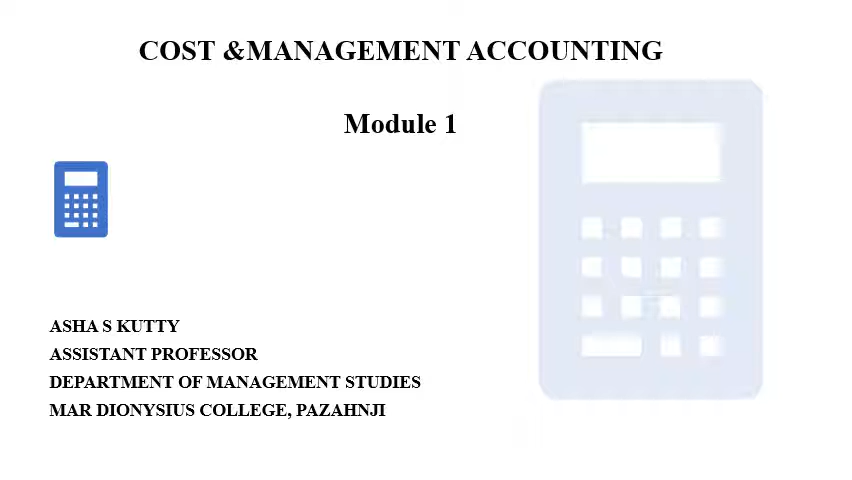 COST &MANAGEMENT ACCOUNTING
Module 1
ASHA S KUTTY
ASSISTANT PROFESSOR
DEPARTMENT OF MANAGEMENT STUDIES
MAR DIONYSIUS COLLEGE, PAZAHNJI